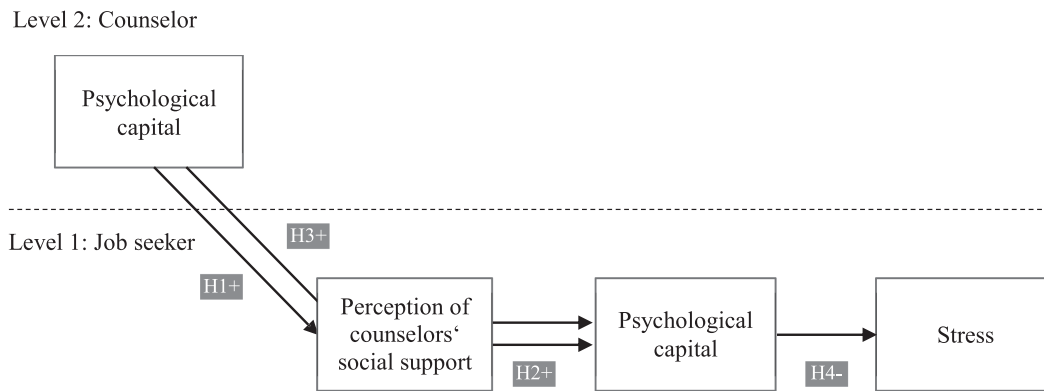 Level 2: Counselor
Psychological
capital
Level 1: Job seeker
H3+
H1+
Perception of
counselors‘
social support
H2+
Psychological
capital
H4-
Stress